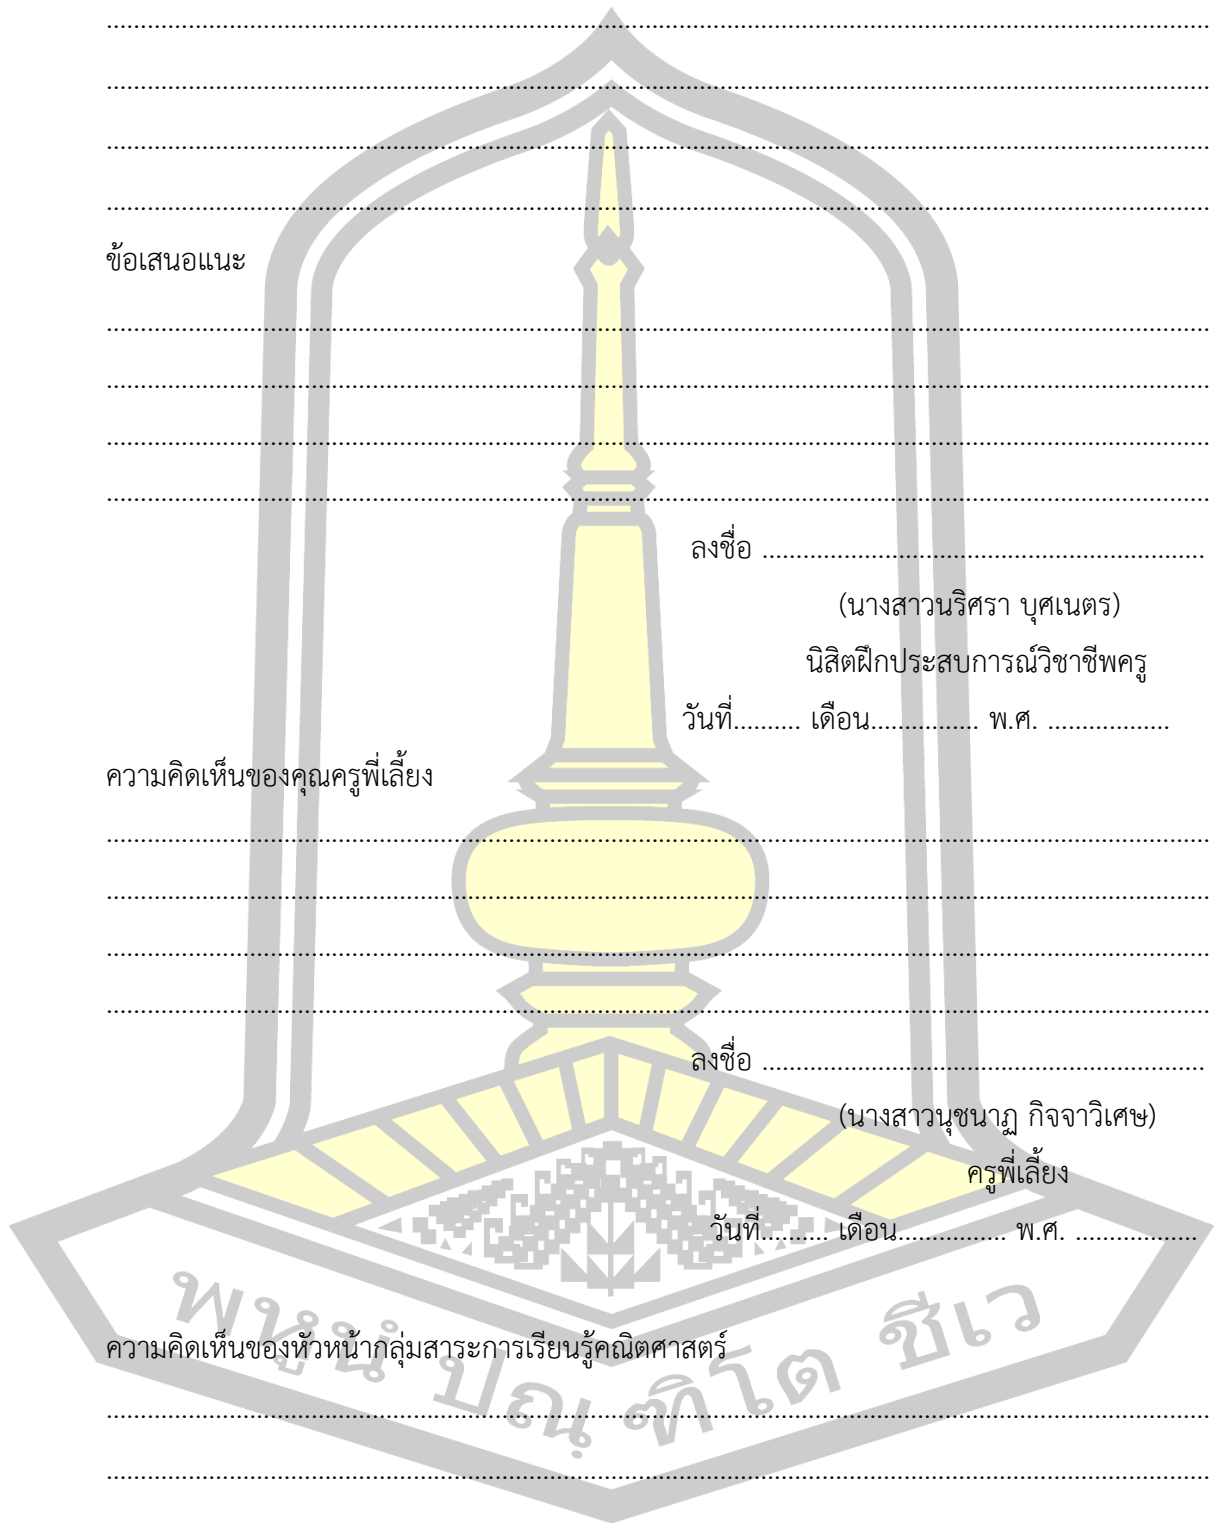 ................................................................................................................................................
................................................................................................................................................
................................................................................................................................................
................................................................................................................................................
ข้อเสนอแนะ
................................................................................................................................................
................................................................................................................................................
................................................................................................................................................
................................................................................................................................................
ลงชื่อ ..........................................................
(นางสาวนริศรา บุศเนตร)
นิสิตฝึกประสบการณ์วิชาชีพครู
วันที่.......... เดือน................ พ.ศ. ..................
ความคิดเห็นของคุณครูพี่เลี้ยง
................................................................................................................................................
................................................................................................................................................
................................................................................................................................................
................................................................................................................................................
ลงชื่อ ..........................................................
(นางสาวนุชนาฏ กิจจาวิเศษ)
ครูพี่เลี้ยง
วันที่.......... เดือน................ พ.ศ. ..................
ความคิดเห็นของหัวหน้ากลุ่มสาระการเรียนรู้คณิตศาสตร์
................................................................................................................................................
................................................................................................................................................
พหูนํ ปณฺฑิโต ชีเว